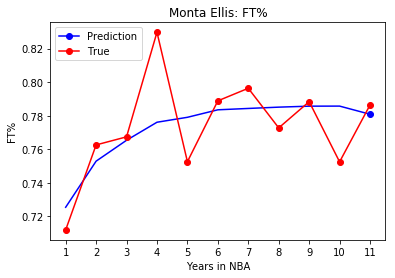 Monta Ellis: FT%
Prediction
True
0.82
0.80
0.78
0.76
0.74
0.72
FT%
1 2 3 4 5 6 7 8 9 10 11
Years in NBA